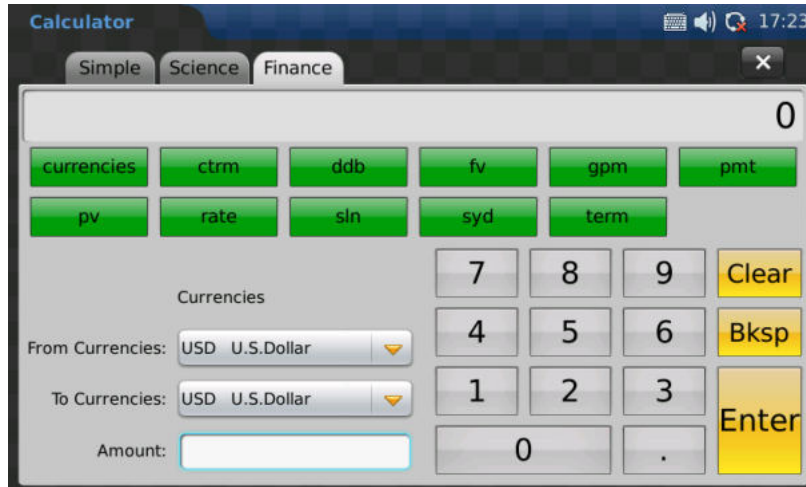 Calculator 17:23
Simple Science Finance
0
currencies ctrm ddb fv gpm pmt
pv rate sln syd term
7 8 9 Clear
Currencies
From Currencies: USD U.S.Dollar 4 5 6 Bksp
To Currencies: USD U.S.Dollar 1 2 3
Enter
Amount: 0 .